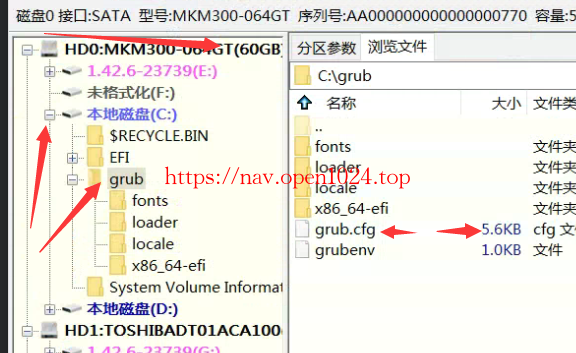 磁盘0 接口:SATA 型号:MKM300-064GT 序列号:AA000000000000000770 容量:5
HD0:MKM300-064GT(60GB)
1.42.6-23739(E:)
未格式化(F:)
本地磁盘(C:)
$RECYCLE.BIN
EFI
grub
fonts
loader
locale
x86_64-efi
System Volume Informat
本地磁盘(D:)
HD1:TOSHIBADT01ACA100(
1.42.6-23739(G:)
分区参数 浏览文件
C:\grub
名称 大小 文件类
..
fonts 文件夹
loader 文件夹
locale 文件夹
x86_64-efi 文件夹
grub.cfg 5.6KB cfg 文
grubenv 1.0KB 文件
https://nav.open1024.top